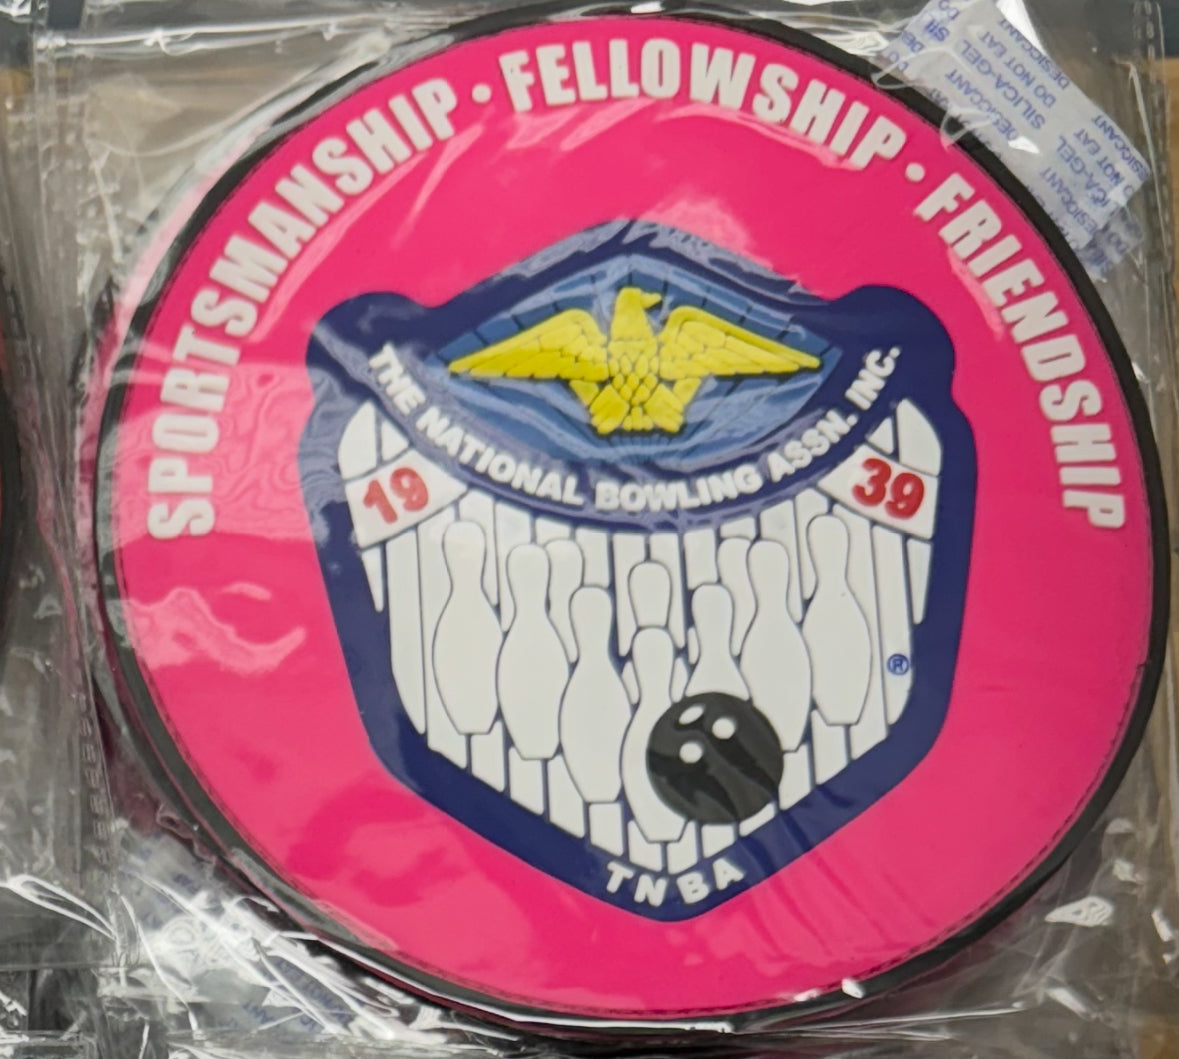 SPORTSMANSHIP · FELLOWSHIP · FRIENDSHIP
THE NATIONAL BOWLING ASSN. INC.
19 39
®
TNBA
SILICA-GEL
DO NOT EAT
DESICCANT